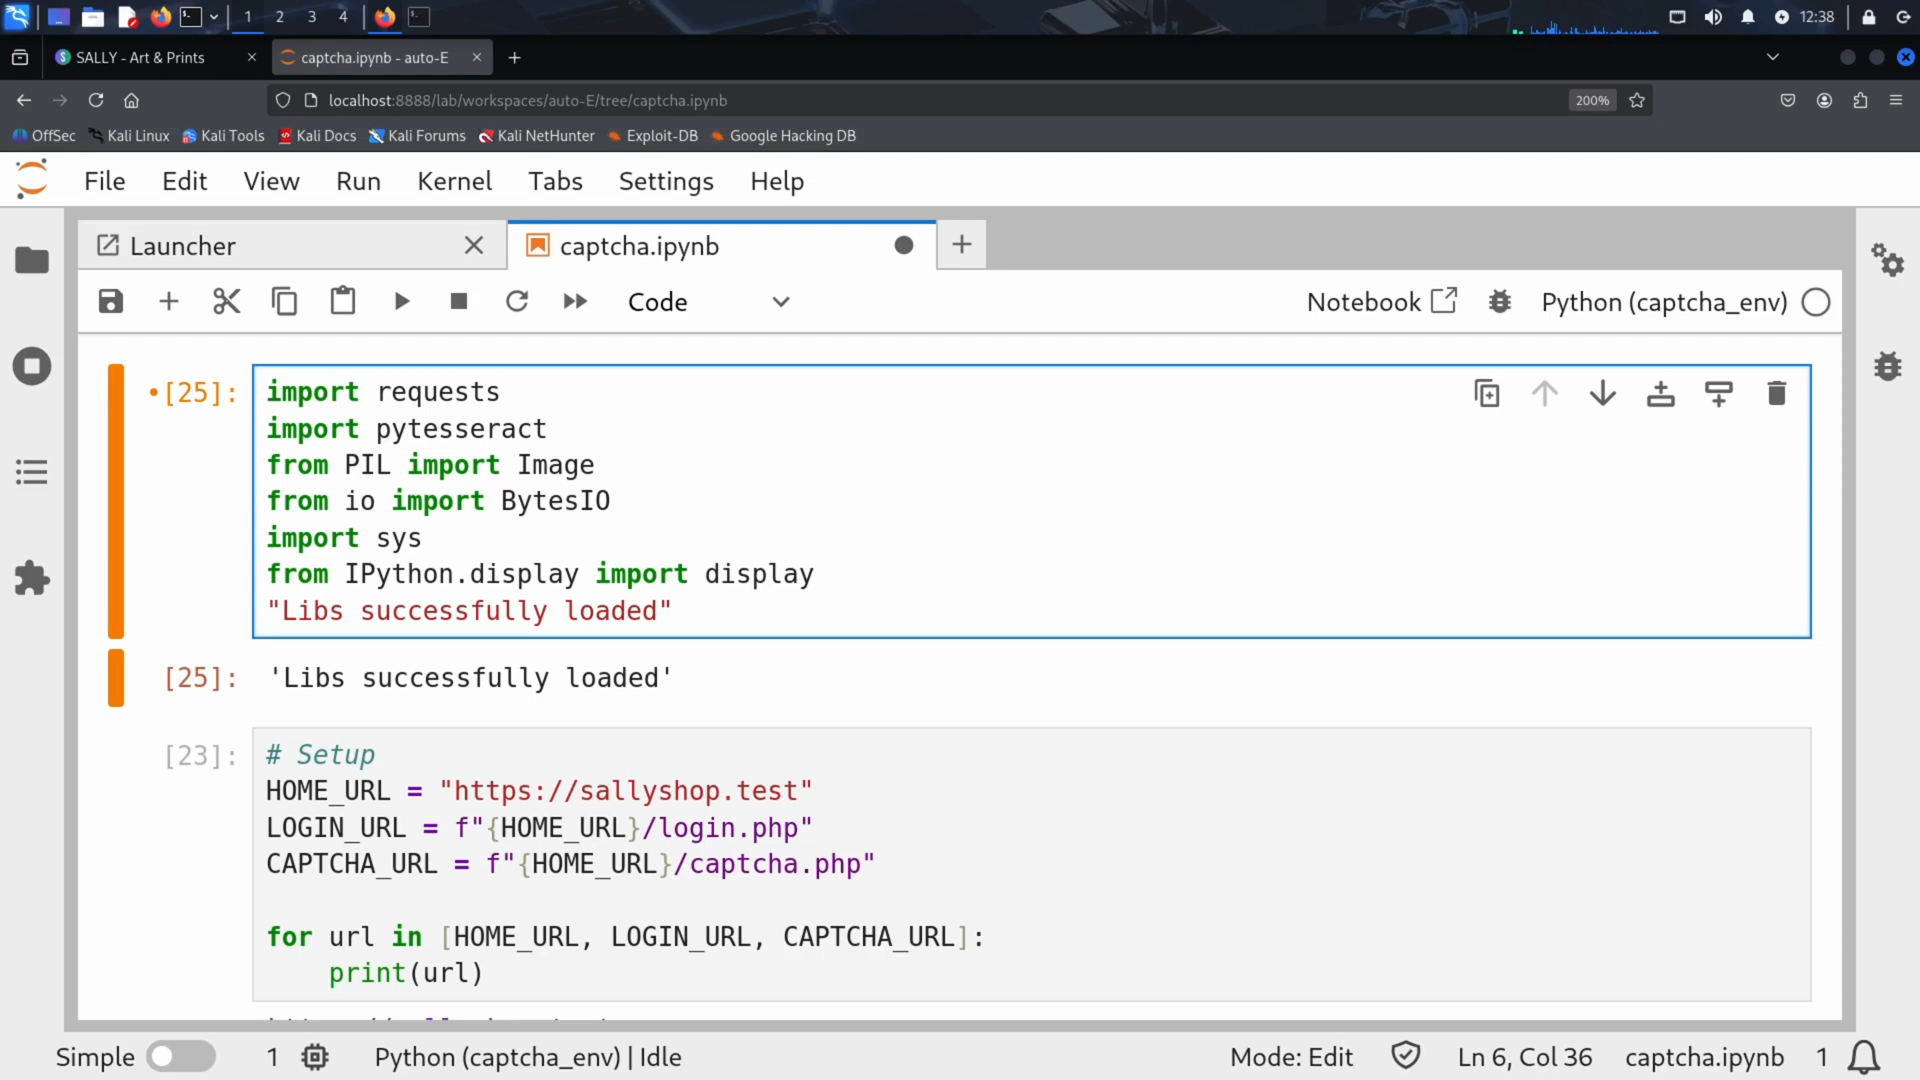 1 2 3 4 12:38
SALLY - Art & Prints captcha.ipynb - auto-E
localhost:8888/lab/workspaces/auto-E/tree/captcha.ipynb 200%
OffSec Kali Linux Kali Tools Kali Docs Kali Forums Kali NetHunter Exploit-DB Google Hacking DB
File Edit View Run Kernel Tabs Settings Help
Launcher captcha.ipynb
Code Notebook Python (captcha_env)
[25]: import requests
import pytesseract
from PIL import Image
from io import BytesIO
import sys
from IPython.display import display
"Libs successfully loaded"
[25]: 'Libs successfully loaded'
[23]: # Setup
HOME_URL = "https://sallyshop.test"
LOGIN_URL = f"{HOME_URL}/login.php"
CAPTCHA_URL = f"{HOME_URL}/captcha.php"
for url in [HOME_URL, LOGIN_URL, CAPTCHA_URL]:
print(url)
Simple 1 Python (captcha_env) | Idle Mode: Edit Ln 6, Col 36 captcha.ipynb 1